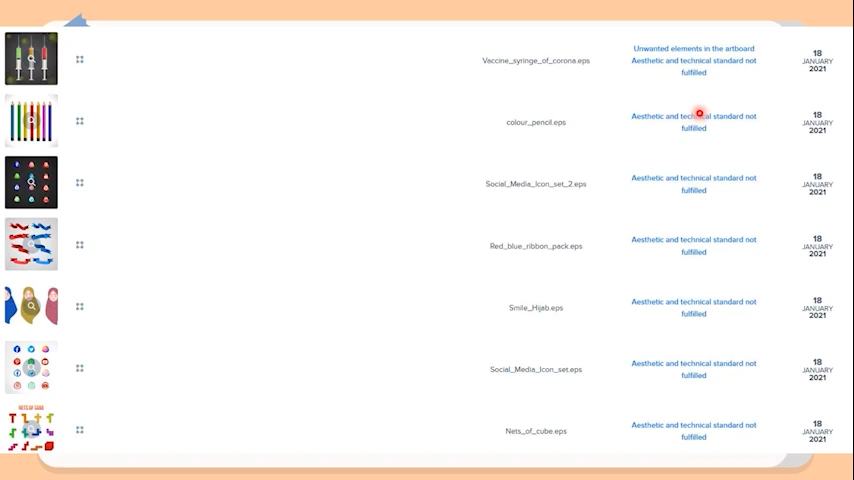 Vaccine_syringe_of_corona.eps
Unwanted elements in the artboard
Aesthetic and technical standard not
fulfilled
18
JANUARY
2021
colour_pencil.eps
Aesthetic and technical standard not
fulfilled
18
JANUARY
2021
Social_Media_Icon_set_2.eps
Aesthetic and technical standard not
fulfilled
18
JANUARY
2021
Red_blue_ribbon_pack.eps
Aesthetic and technical standard not
fulfilled
18
JANUARY
2021
Smile_Hijab.eps
Aesthetic and technical standard not
fulfilled
18
JANUARY
2021
Social_Media_Icon_set.eps
Aesthetic and technical standard not
fulfilled
18
JANUARY
2021
NETS OF CUBE
Nets_of_cube.eps
Aesthetic and technical standard not
fulfilled
18
JANUARY
2021